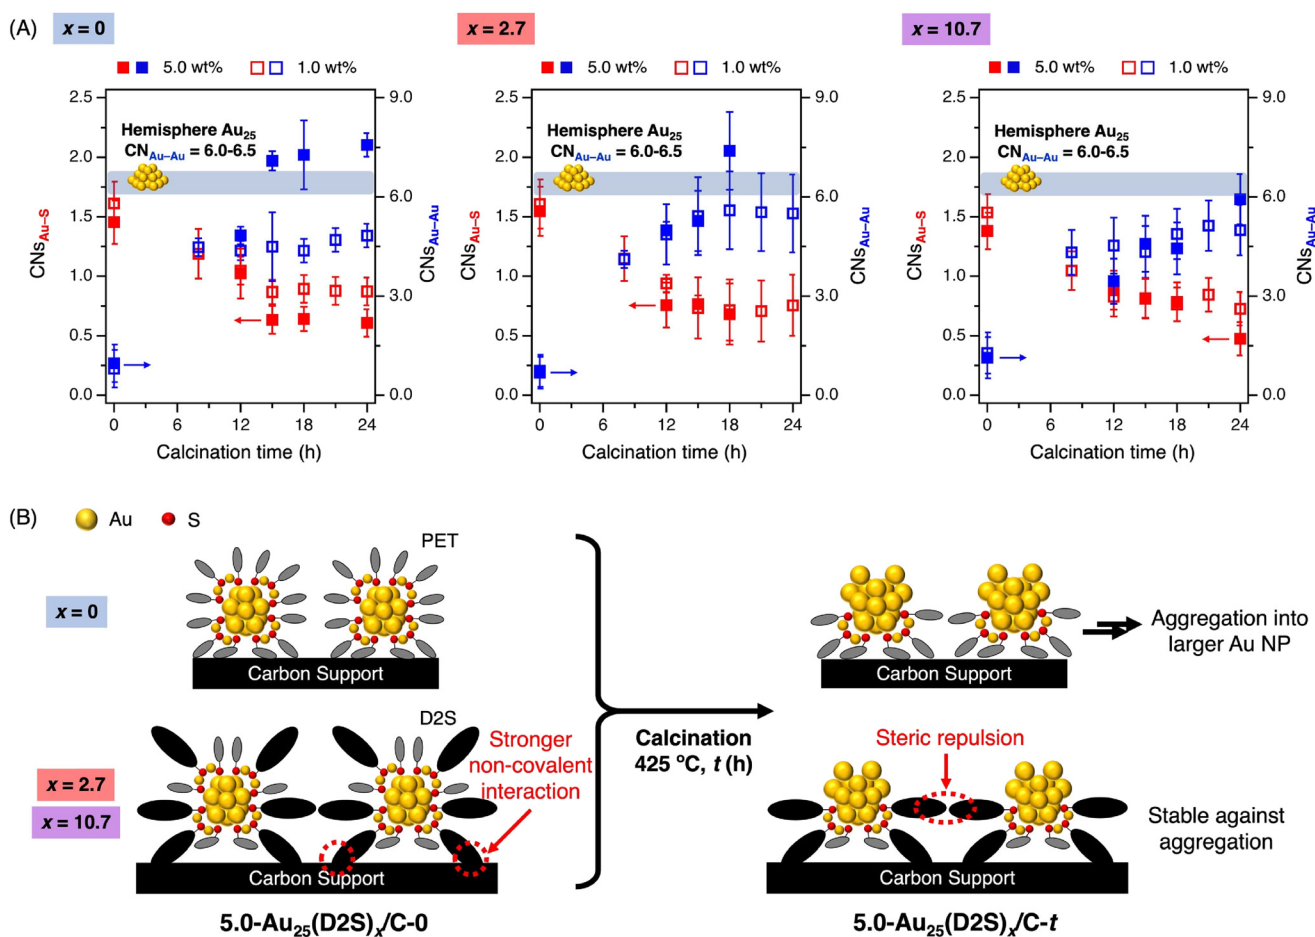 (A)
x = 0
x = 2.7
x = 10.7
5.0 wt% 1.0 wt%
5.0 wt% 1.0 wt%
5.0 wt% 1.0 wt%
2.5
2.0
1.5
1.0
0.5
0.0
9.0
6.0
3.0
0.0
Hemisphere Au25
CNAu–Au = 6.0-6.5
CNsAu–S
CNsAu–Au
0 6 12 18 24
Calcination time (h)
2.5
2.0
1.5
1.0
0.5
0.0
9.0
6.0
3.0
0.0
Hemisphere Au25
CNAu–Au = 6.0-6.5
CNsAu–S
CNsAu–Au
0 6 12 18 24
Calcination time (h)
2.5
2.0
1.5
1.0
0.5
0.0
9.0
6.0
3.0
0.0
Hemisphere Au25
CNAu–Au = 6.0-6.5
CNsAu–S
CNsAu–Au
0 6 12 18 24
Calcination time (h)
(B)
Au S
PET
x = 0
Carbon Support
D2S
Stronger
non-covalent
interaction
x = 2.7
x = 10.7
Carbon Support
5.0-Au25(D2S)x/C-0
Calcination
425 °C, t (h)
Carbon Support
Aggregation into
larger Au NP
Steric repulsion
Stable against
aggregation
Carbon Support
5.0-Au25(D2S)x/C-t